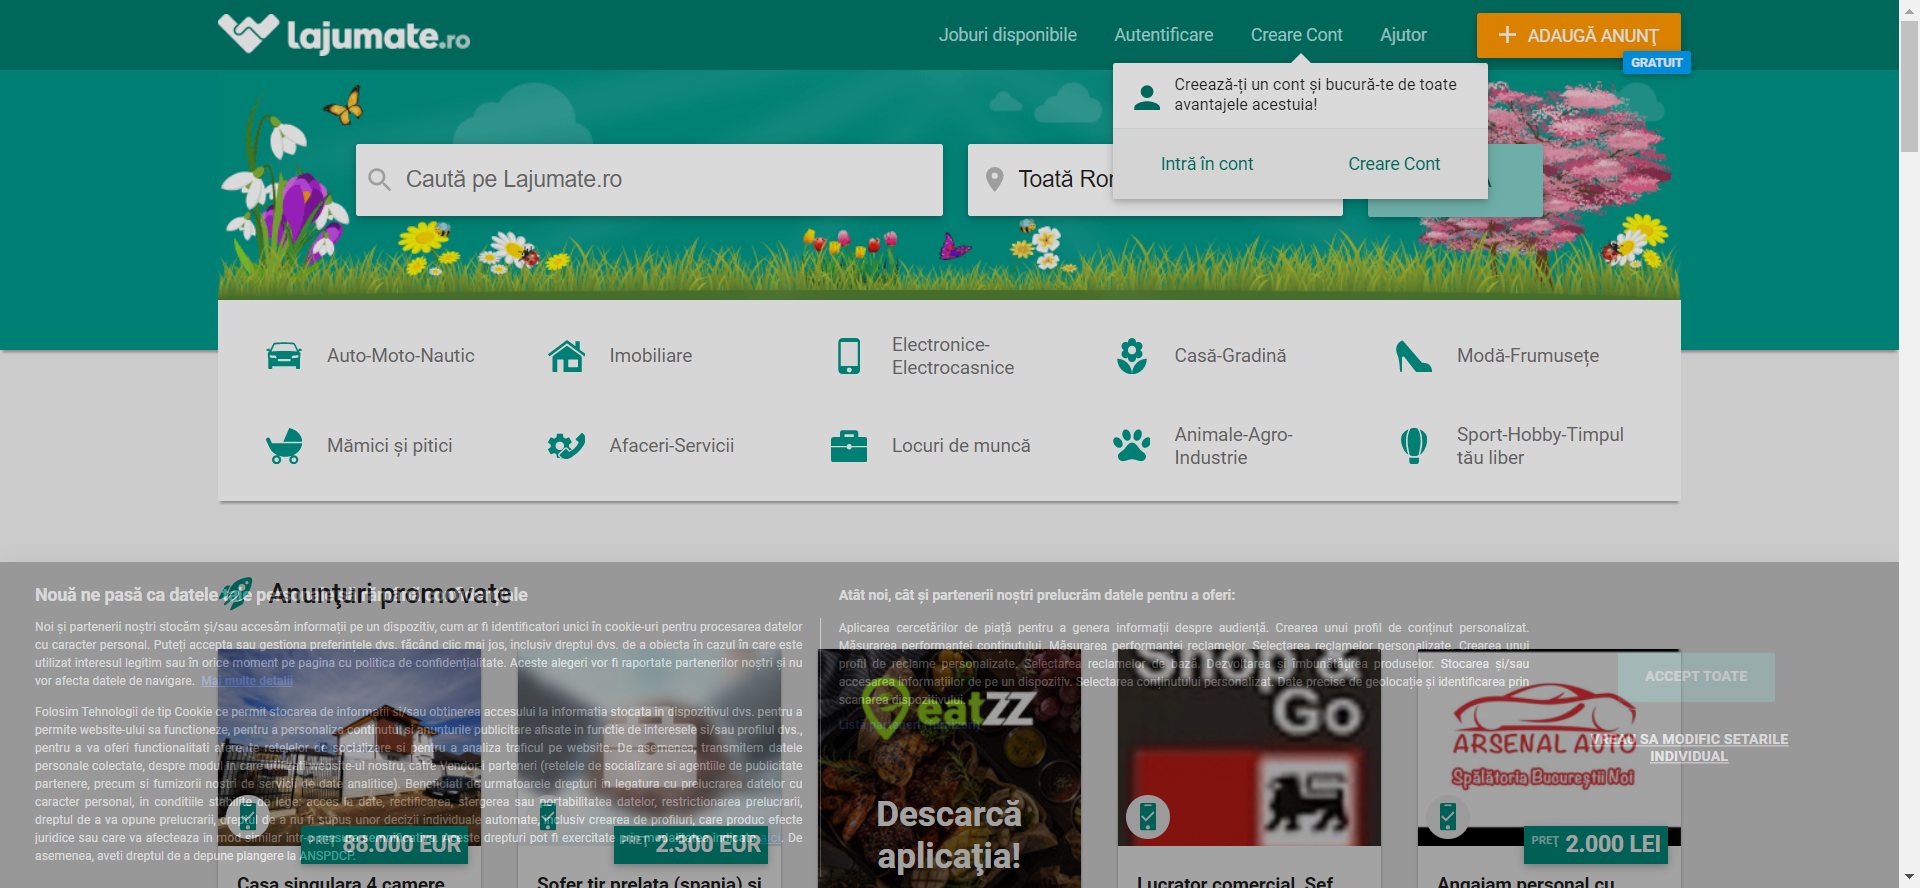 lajumate.ro
Joburi disponibile
Autentificare
Creare Cont
Ajutor
ADAUGĂ ANUNŢ
GRATUIT
Creează-ți un cont și bucură-te de toate
avantajele acestuia!
Intră în cont
Creare Cont
Caută pe Lajumate.ro
Toată
Auto-Moto-Nautic
Imobiliare
Electronice-
Electrocasnice
Casă-Gradină
Modă-Frumusețe
Mămici și pitici
Afaceri-Servicii
Locuri de muncă
Animale-Agro-
Industrie
Sport-Hobby-Timpul
tău liber
Anunţuri promovate
Nouă ne pasă ca datele
Noi și partenerii noștri stocăm și/sau accesăm informații pe un dispozitiv, cum ar fi identificatori unici în cookie-uri pentru procesarea datelor
cu caracter personal. Puteți accepta sau gestiona preferințele dvs. făcând clic mai jos, inclusiv dreptul dvs. de a obiecta în cazul în care este
utilizat interesul legitim sau în orice moment pe pagina cu politica de confidențialitate. Aceste alegeri vor fi raportate partenerilor noștri și nu
vor afecta datele de navigare. Mai multe detalii
Folosim Tehnologii de tip Cookie ce permit stocarea de informatii si/sau obtinerea accesului la informatia stocata in dispozitivul dvs. pentru a
permite website-ului sa functioneze, pentru a personaliza continutul si anunturile publicitare afisate in functie de interesele si/sau profilul dvs.,
pentru a va oferi functionalitati aferente retelelor de socializare si pentru a analiza traficul pe website. De asemenea, transmitem datele
personale colectate, despre modul in care utilizati website-ul nostru, catre Vendor-i parteneri (retelele de socializare si agentiile de publicitate
partenere, precum si furnizorii nostri de servicii de date analitice). Beneficiati de urmatoarele drepturi in legatura cu prelucrarea datelor cu
caracter personal, in conditiile stabilite de lege: acces la date, rectificarea, stergerea sau portabilitatea datelor, restrictionarea prelucrarii,
dreptul de a va opune prelucrarii, dreptul de a nu fi supus unor decizii individuale automate, inclusiv crearea de profiluri, care produc efecte
juridice sau care va afecteaza in mod similar drepturi pot fi exercitate prin modalitatea indicata aici. De
asemenea, aveti dreptul de a depune plangere la ANSPDCP.
Atât noi, cât și partenerii noștri prelucrăm datele pentru a oferi:
Aplicarea cercetărilor de piață pentru a genera informații despre audiență. Crearea unui profil de conținut personalizat.
Măsurarea performanței conținutului. Măsurarea performanței reclamelor. Selectarea reclamelor personalizate. Crearea unui
profil de reclame personalizate. Selectarea reclamelor de bază. Dezvoltarea și îmbunătățirea produselor. Stocarea și/sau
accesarea informațiilor de pe un dispozitiv. Selectarea conținutului personalizat. Date precise de geolocație și identificarea prin
scanarea dispozitivului.
ACCEPT TOATE
VREAU SA MODIFIC SETARILE
INDIVIDUAL
eatzz
Descarcă
aplicaţia!
Go
ARSENAL AUTO
Spălătoria Bucureștii Noi
PREȚ 88.000 EUR
PREȚ 2.300 EUR
PREȚ 2.000 LEI
Casa singulara 4 camere
Sofer tir prelata (spania) si
Lucrator comercial, Sef
Angajam personal cu